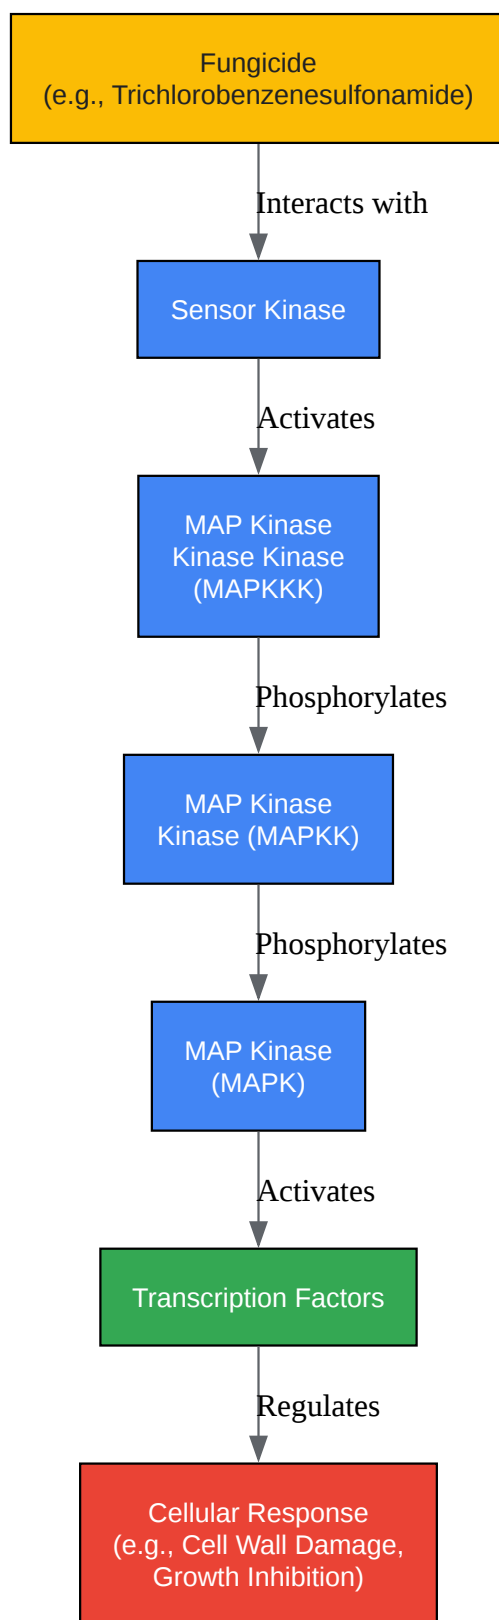 Fungicide
(e.g., Trichlorobenzenesulfonamide)
Interacts with
Sensor Kinase
Activates
MAP Kinase
Kinase Kinase
(MAPKKK)
Phosphorylates
MAP Kinase
Kinase (MAPKK)
Phosphorylates
MAP Kinase
(MAPK)
Activates
Transcription Factors
Regulates
Cellular Response
(e.g., Cell Wall Damage,
Growth Inhibition)